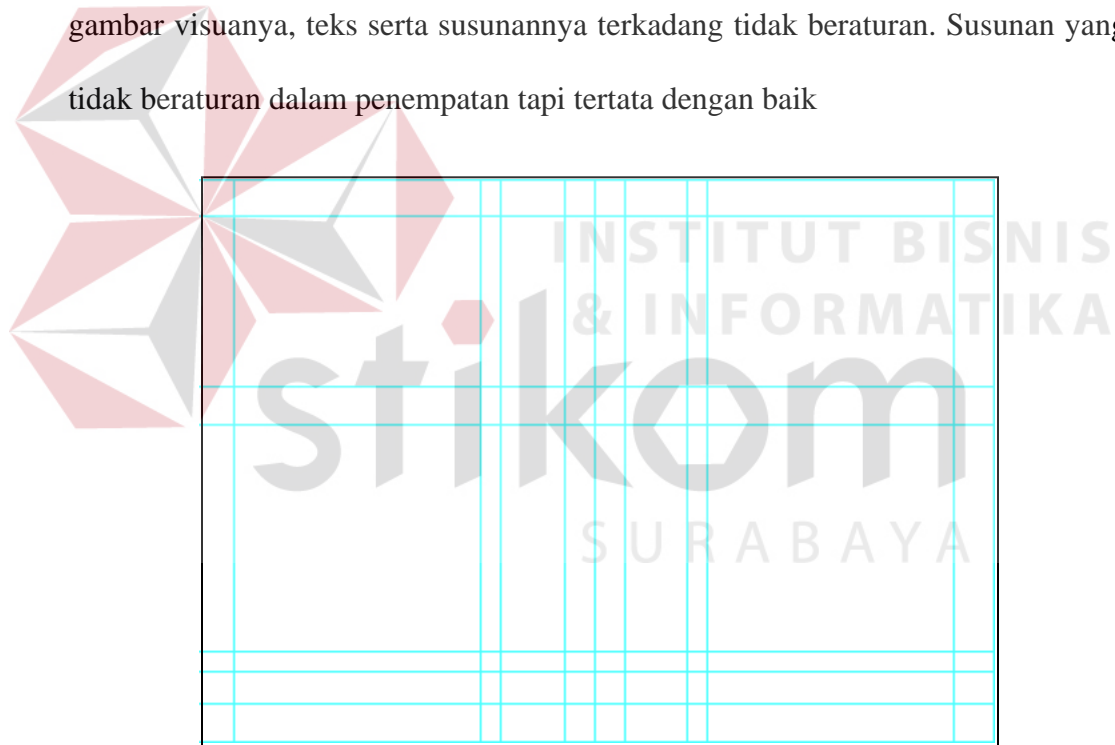 gambar visuanya, teks serta susunannya terkadang tidak beraturan. Susunan yang
tidak beraturan dalam penempatan tapi tertata dengan baik
INSTITUT BISNIS
& INFORMATIKA
stikom
SURABAYA